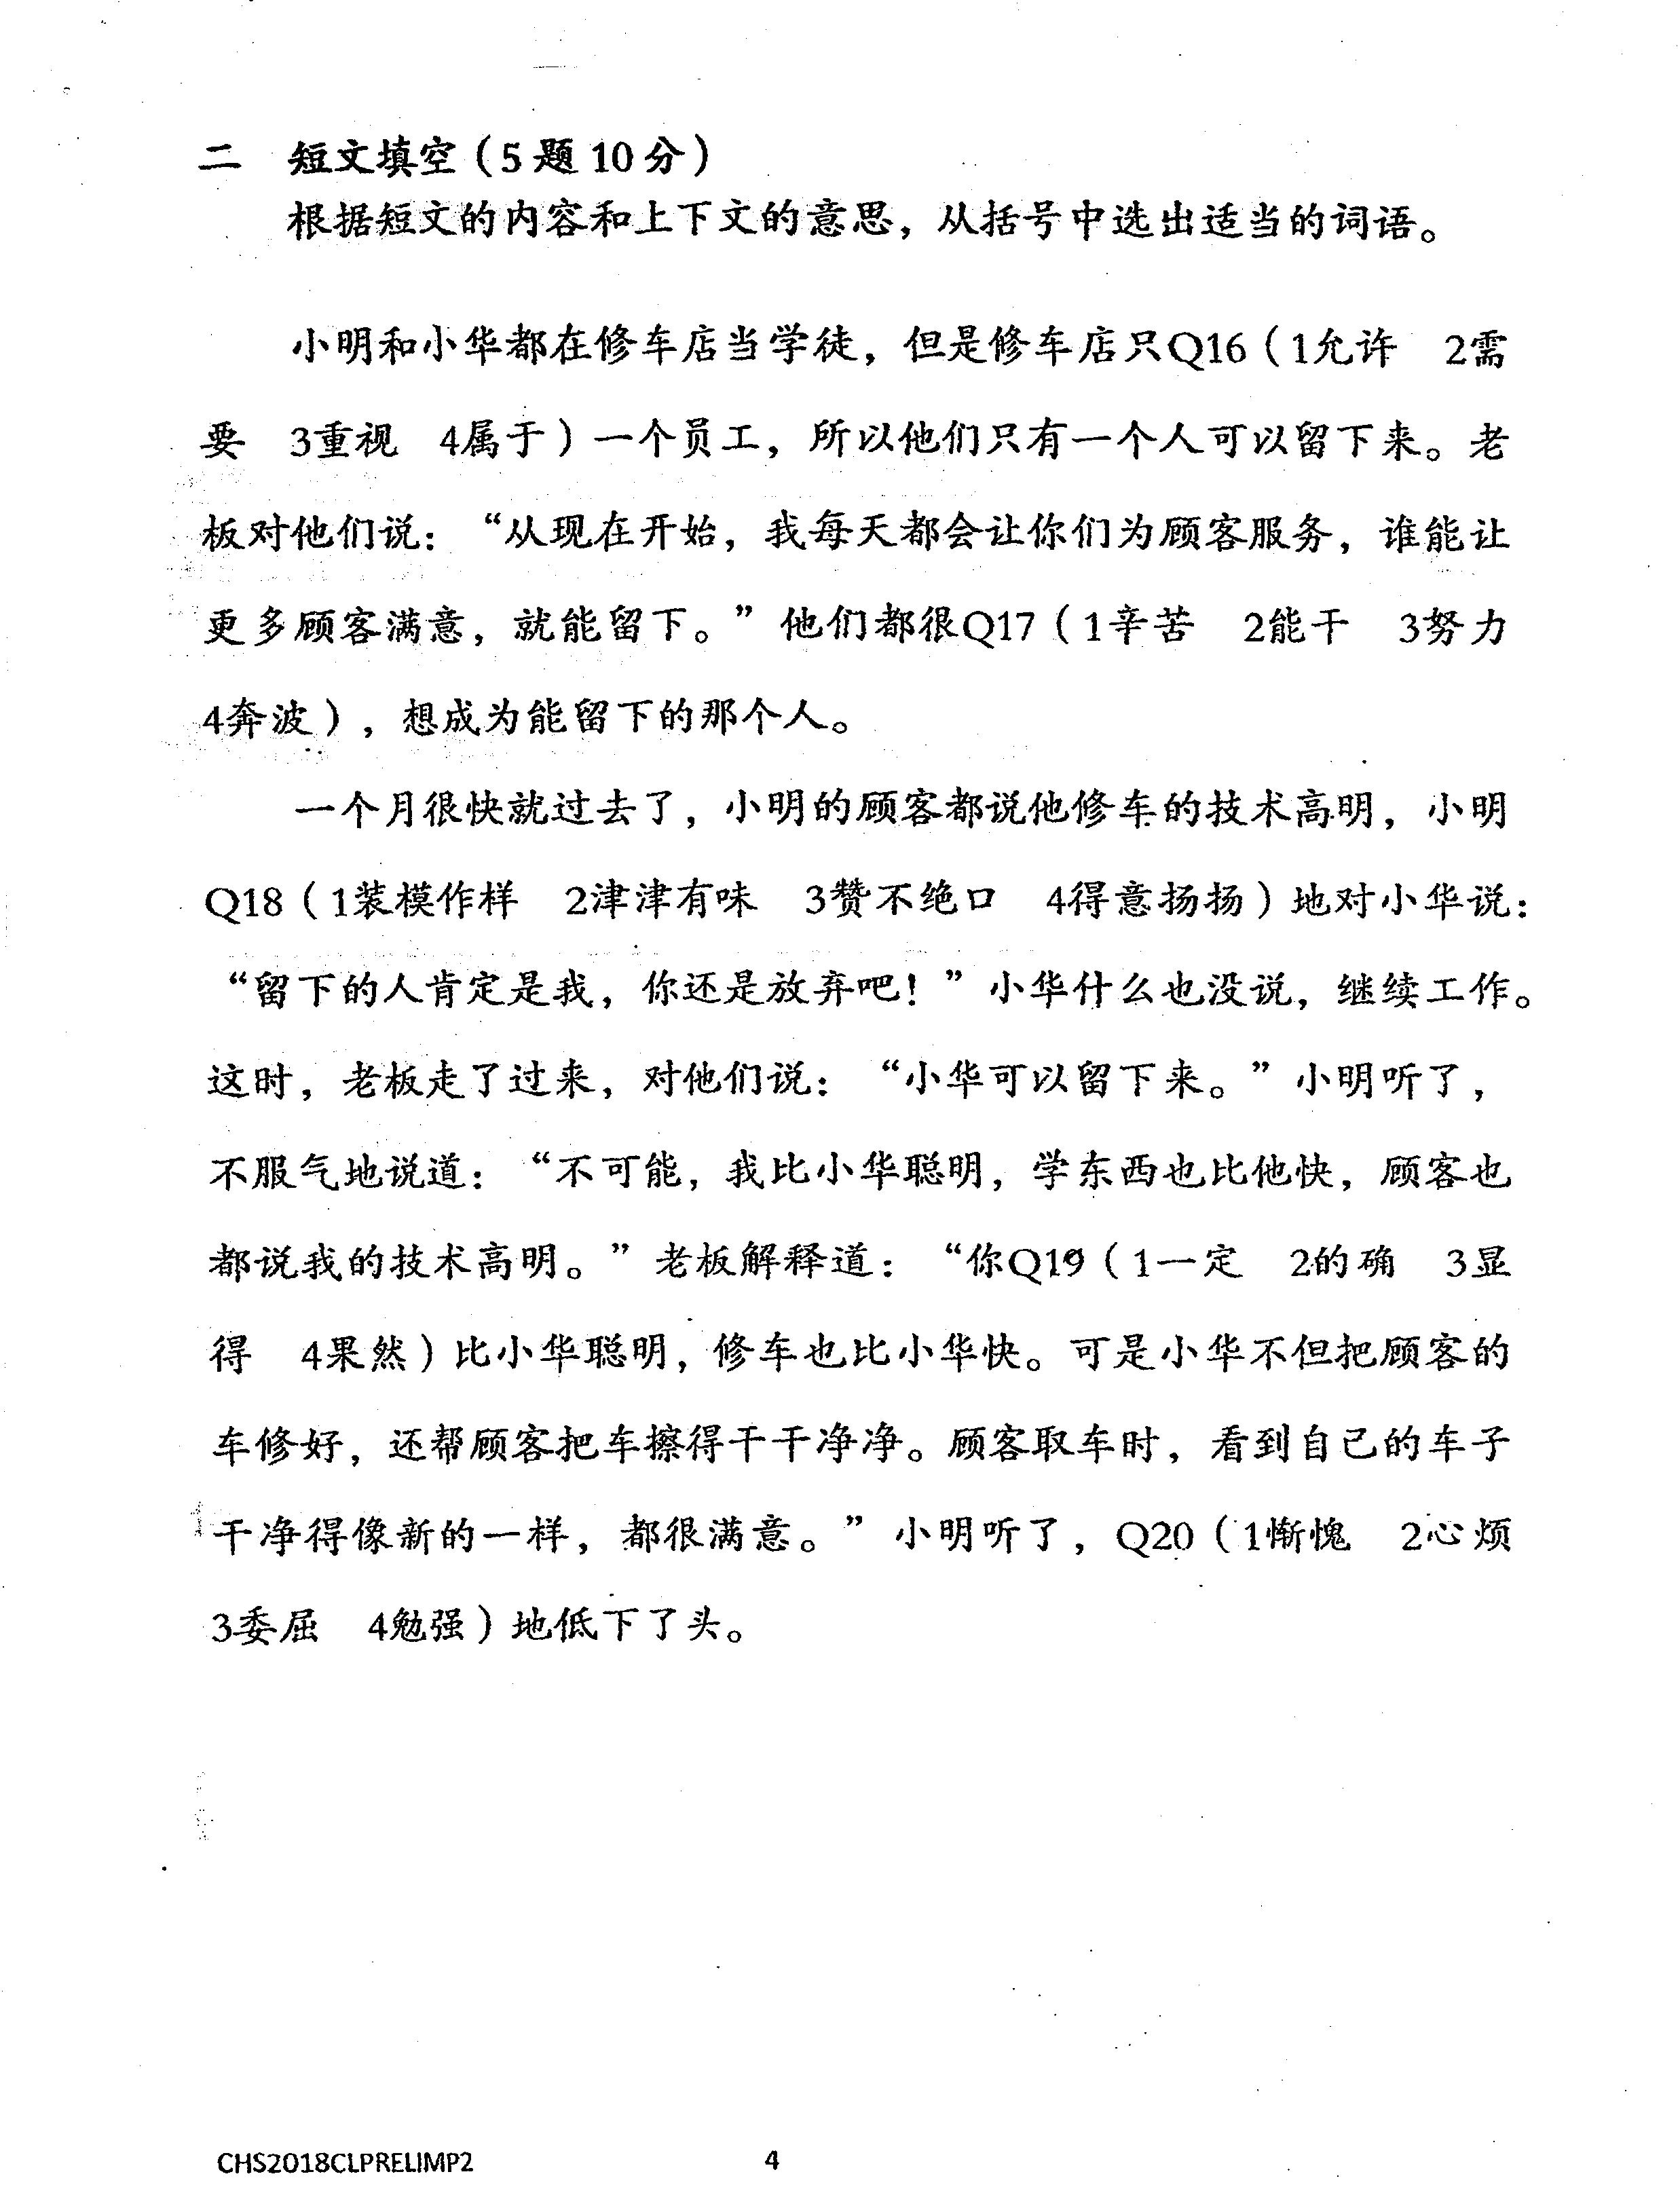 二 短文填空（5题10分）
根据短文的内容和上下文的意思，从括号中选出适当的词语。
小明和小华都在修车店当学徒，但是修车店只Q16（1允许 2需
要 3重视 4属于）一个员工，所以他们只有一个人可以留下来。老
板对他们说：“从现在开始，我每天都会让你们为顾客服务，谁能让
更多顾客满意，就能留下。”他们都很Q17（1辛苦 2能干 3努力
4奔波），想成为能留下的那个人。
一个月很快就过去了，小明的顾客都说他修车的技术高明，小明
Q18（1装模作样 2津津有味 3赞不绝口 4得意扬扬）地对小华说：
“留下的人肯定是我，你还是放弃吧！”小华什么也没说，继续工作。
这时，老板走了过来，对他们说：“小华可以留下来。”小明听了，
不服气地说道：“不可能，我比小华聪明，学东西也比他快，顾客也
都说我的技术高明。”老板解释道：“你Q19（1一定 2的确 3显
得 4果然）比小华聪明，修车也比小华快。可是小华不但把顾客的
车修好，还帮顾客把车擦得干干净净。顾客取车时，看到自己的车子
干净得像新的一样，都很满意。”小明听了，Q20（1惭愧 2心烦
3委屈 4勉强）地低下了头。
CHS2018CLPRELIMP2 4